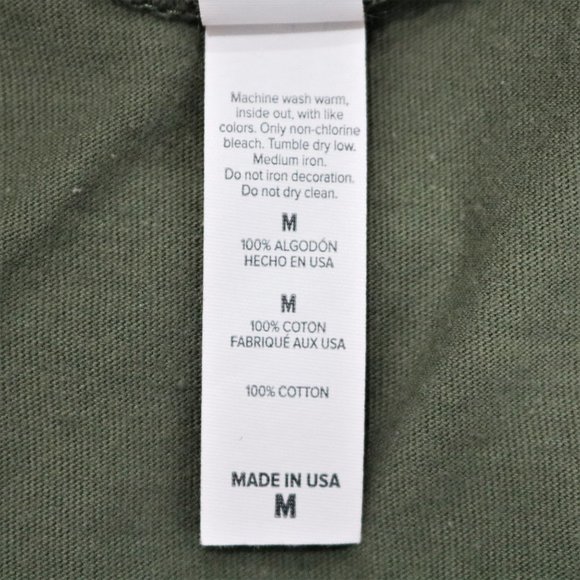 Machine wash warm,
inside out, with like
colors. Only non-chlorine
bleach. Tumble dry low.
Medium iron.
Do not iron decoration.
Do not dry clean.
M
100% ALGODÓN
HECHO EN USA
M
100% COTON
FABRIQUÉ AUX USA
100% COTTON
MADE IN USA
M